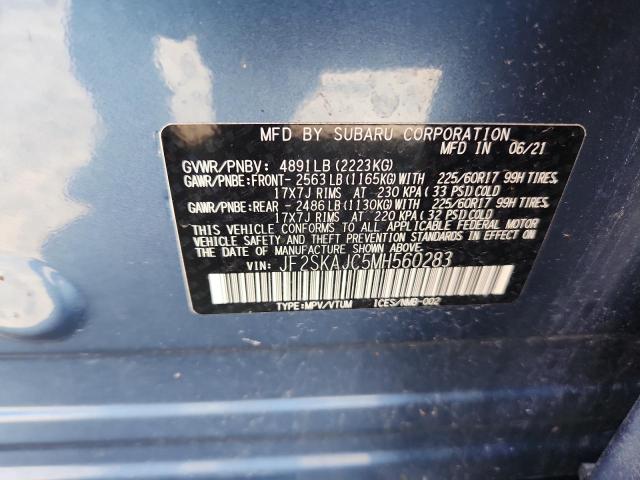 MFD BY SUBARU CORPORATION
MFD IN 06/21
GVWR/PNBV: 4891LB (2223KG)
GAWR/PNBE: FRONT- 2563LB (1165KG) WITH 225/60R17 99H TIRES,
17X7J RIMS AT 230 KPA (33 PSI) COLD
GAWR/PNBE: REAR - 2486LB (1130KG) WITH 225/60R17 99H TIRES,
17X7J RIMS AT 220 KPA (32 PSI) COLD
THIS VEHICLE CONFORMS TO ALL APPLICABLE FEDERAL MOTOR
VEHICLE SAFETY AND THEFT PREVENTION STANDARDS IN EFFECT ON
THE DATE OF MANUFACTURE SHOWN ABOVE.
VIN: JF2SKAJC5MH560283
TYPE:MPV/VTUM ICES/NMB-002